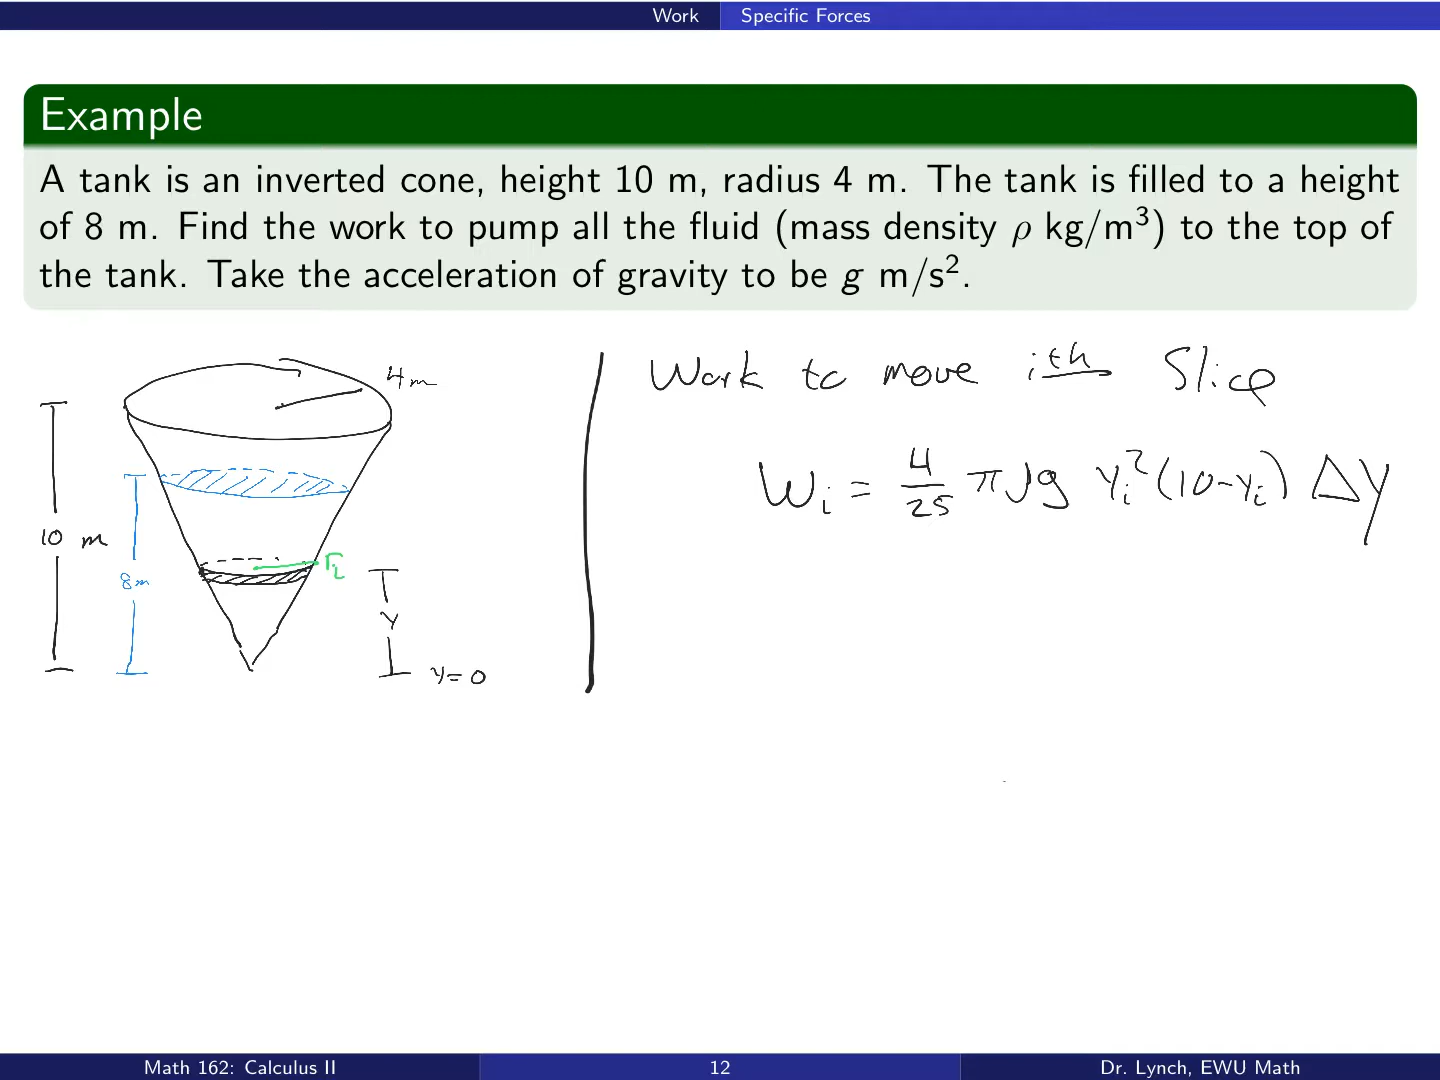 Work Specific Forces
Example
A tank is an inverted cone, height 10 m, radius 4 m. The tank is filled to a height
of 8 m. Find the work to pump all the fluid (mass density ρ kg/m³) to the top of
the tank. Take the acceleration of gravity to be g m/s².
4m
10 m
8m
r_i
y
y=0
Work to move ith Slice
W_i = 4/25 π ρg y_i²(10-y_i) Δy
Math 162: Calculus II 12 Dr. Lynch, EWU Math